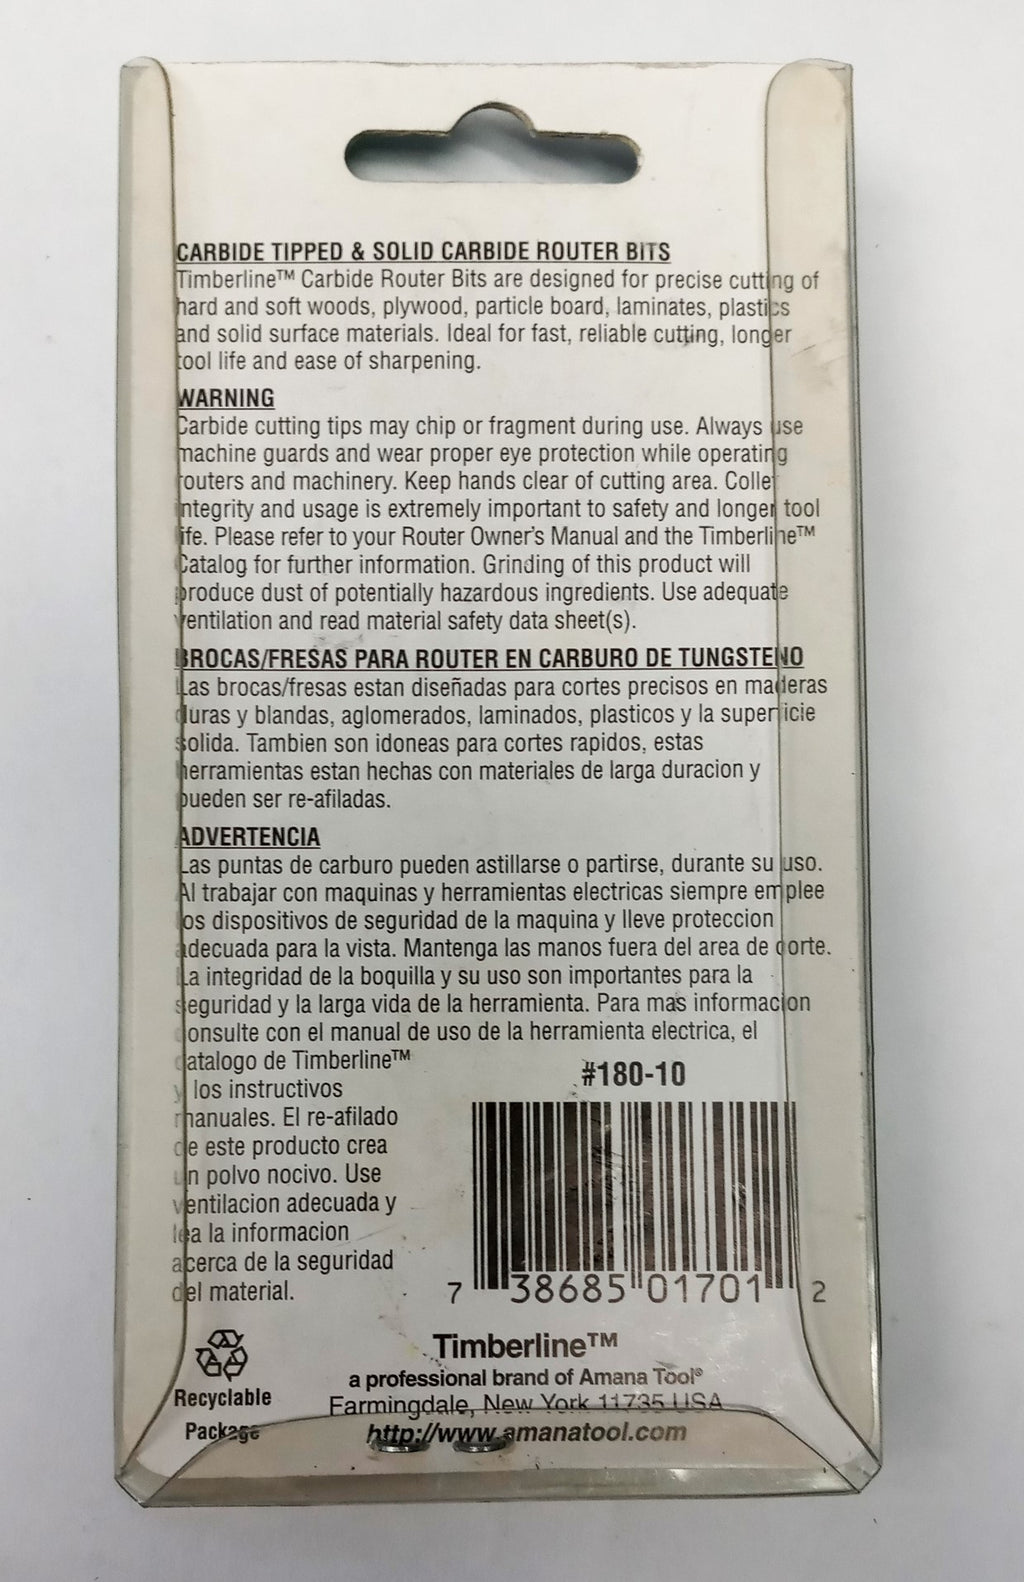 CARBIDE TIPPED & SOLID CARBIDE ROUTER BITS
Timberline™ Carbide Router Bits are designed for precise cutting of
hard and soft woods, plywood, particle board, laminates, plastics
and solid surface materials. Ideal for fast, reliable cutting, longer
tool life and ease of sharpening.
WARNING
Carbide cutting tips may chip or fragment during use. Always use
machine guards and wear proper eye protection while operating
routers and machinery. Keep hands clear of cutting area. Collet
integrity and usage is extremely important to safety and longer tool
life. Please refer to your Router Owner's Manual and the Timberline™
Catalog for further information. Grinding of this product will
produce dust of potentially hazardous ingredients. Use adequate
ventilation and read material safety data sheet(s).
BROCAS/FRESAS PARA ROUTER EN CARBURO DE TUNGSTENO
Las brocas/fresas estan diseñadas para cortes precisos en maderas
duras y blandas, aglomerados, laminados, plasticos y la superficie
solida. Tambien son idoneas para cortes rapidos, estas
herramientas estan hechas con materiales de larga duracion y
pueden ser re-afiladas.
ADVERTENCIA
Las puntas de carburo pueden astillarse o partirse, durante su uso.
Al trabajar con maquinas y herramientas electricas siempre emplee
los dispositivos de seguridad de la maquina y lleve proteccion
adecuada para la vista. Mantenga las manos fuera del area de corte.
La integridad de la boquilla y su uso son importantes para la
seguridad y la larga vida de la herramienta. Para mas informacion
consulte con el manual de uso de la herramienta electrica, el
catalogo de Timberline™
y los instructivos
manuales. El re-afilado
de este producto crea
un polvo nocivo. Use
ventilacion adecuada y
lea la informacion
acerca de la seguridad
del material.
#180-10
7 38685 01701 2
Recyclable
Package
Timberline™
a professional brand of Amana Tool®
Farmingdale, New York 11735 USA
http://www.amanatool.com